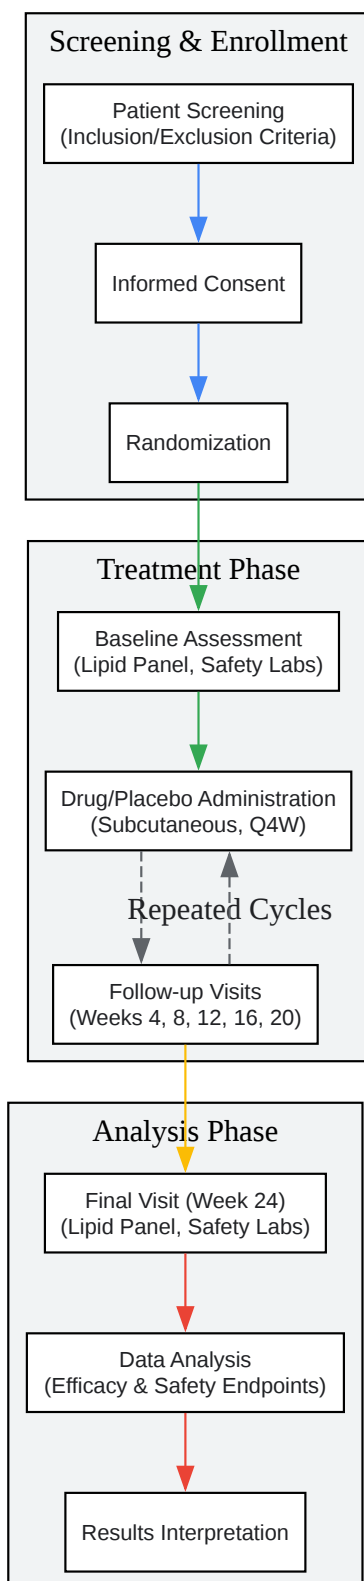 Screening & Enrollment
Patient Screening
(Inclusion/Exclusion Criteria)
Informed Consent
Randomization
Treatment Phase
Baseline Assessment
(Lipid Panel, Safety Labs)
Drug/Placebo Administration
(Subcutaneous, Q4W)
Repeated Cycles
Follow-up Visits
(Weeks 4, 8, 12, 16, 20)
Analysis Phase
Final Visit (Week 24)
(Lipid Panel, Safety Labs)
Data Analysis
(Efficacy & Safety Endpoints)
Results Interpretation